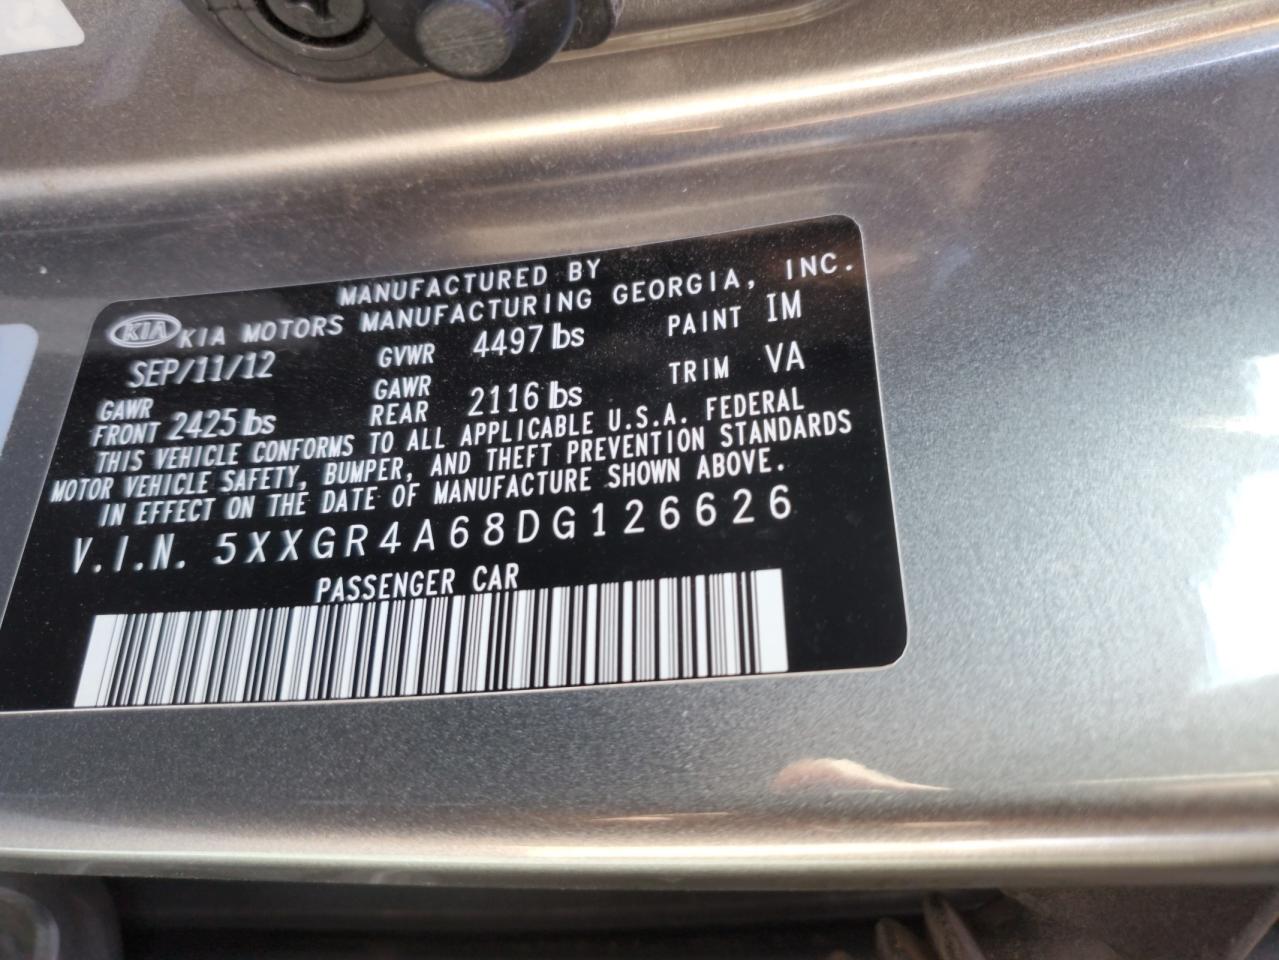 MANUFACTURED BY
KIA KIA MOTORS MANUFACTURING GEORGIA, INC.
SEP/11/12 GVWR 4497 lbs PAINT IM
GAWR FRONT 2425 lbs GAWR REAR 2116 lbs TRIM VA
THIS VEHICLE CONFORMS TO ALL APPLICABLE U.S.A. FEDERAL
MOTOR VEHICLE SAFETY, BUMPER, AND THEFT PREVENTION STANDARDS
IN EFFECT ON THE DATE OF MANUFACTURE SHOWN ABOVE.
V.I.N. 5XXGR4A68DG126626
PASSENGER CAR